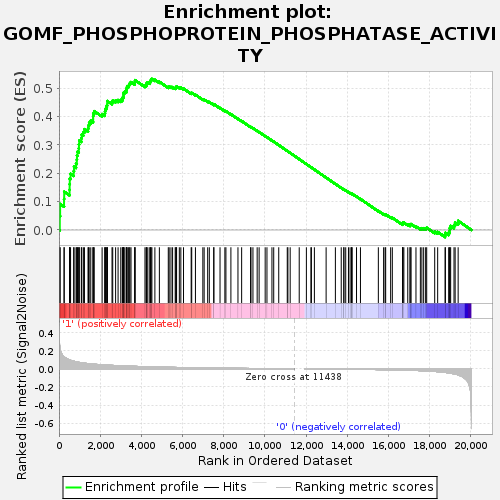 Enrichment plot:
GOMF_PHOSPHOPROTEIN_PHOSPHATASE_ACTIVI
TY
Enrichment score (ES)
0.5
0.4
0.3
0.2
0.1
0.0
'1' (positively correlated)
Ranked list metric (Signal2Noise)
0.4
0.2
0.0
-0.2
-0.4
-0.6
Zero cross at 11438
'0' (negatively correlated)
0
2,000
4,000
6,000
8,000
10,000
12,000
14,000
16,000
18,000
20,000
Rank in Ordered Dataset
Enrichment profile
Hits
Ranking metric scores